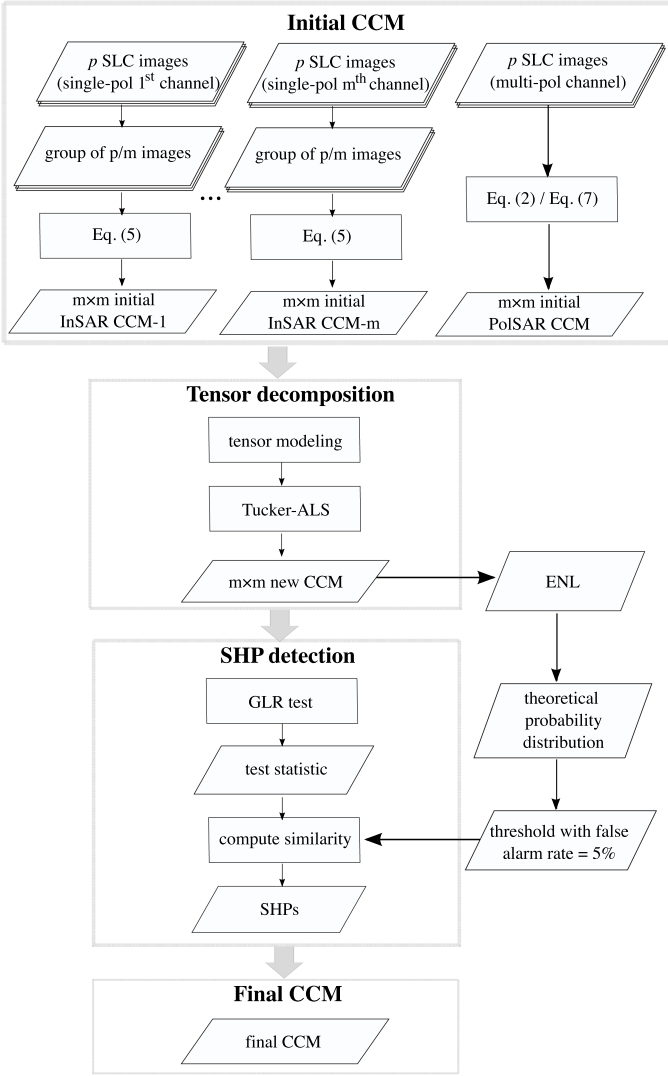 Initial CCM
p SLC images
(single-pol 1st channel)
p SLC images
(single-pol mth channel)
p SLC images
(multi-pol channel)
group of p/m images
group of p/m images
...
Eq. (2) / Eq. (7)
Eq. (5)
Eq. (5)
m×m initial
InSAR CCM-1
m×m initial
InSAR CCM-m
m×m initial
PolSAR CCM
Tensor decomposition
tensor modeling
Tucker-ALS
m×m new CCM
ENL
SHP detection
GLR test
theoretical
probability
distribution
test statistic
compute similarity
threshold with false
alarm rate = 5%
SHPs
Final CCM
final CCM